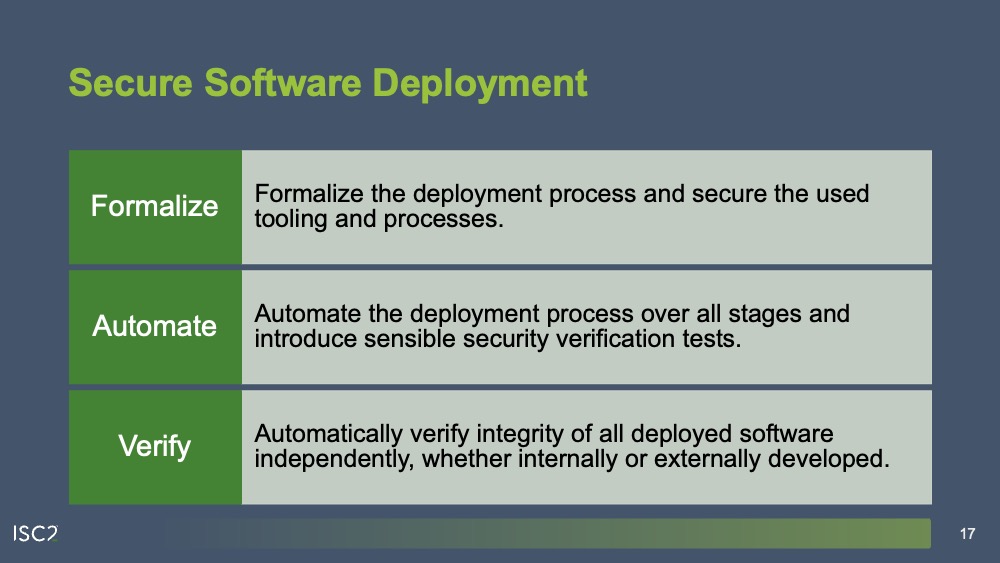 Secure Software Deployment
Formalize
Formalize the deployment process and secure the used
tooling and processes.
Automate
Automate the deployment process over all stages and
introduce sensible security verification tests.
Verify
Automatically verify integrity of all deployed software
independently, whether internally or externally developed.
ISC2
17